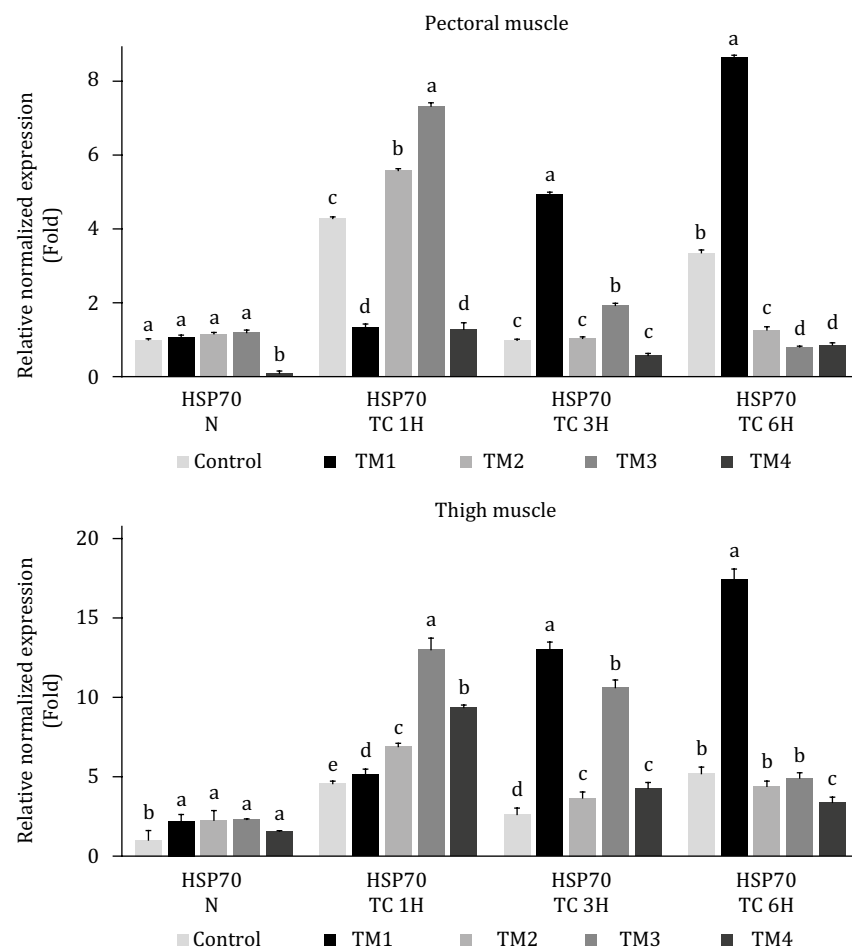 Pectoral muscle
Relative normalized expression
(Fold)
8
6
4
2
0
a a a a b
c d b a d
c a c b c
b a c d d
HSP70 HSP70 HSP70 HSP70
N TC 1H TC 3H TC 6H
Control TM1 TM2 TM3 TM4
Thigh muscle
Relative normalized expression
(Fold)
20
15
10
5
0
b a a a a
e d c a b
d a c b c
b a b b c
HSP70 HSP70 HSP70 HSP70
N TC 1H TC 3H TC 6H
Control TM1 TM2 TM3 TM4